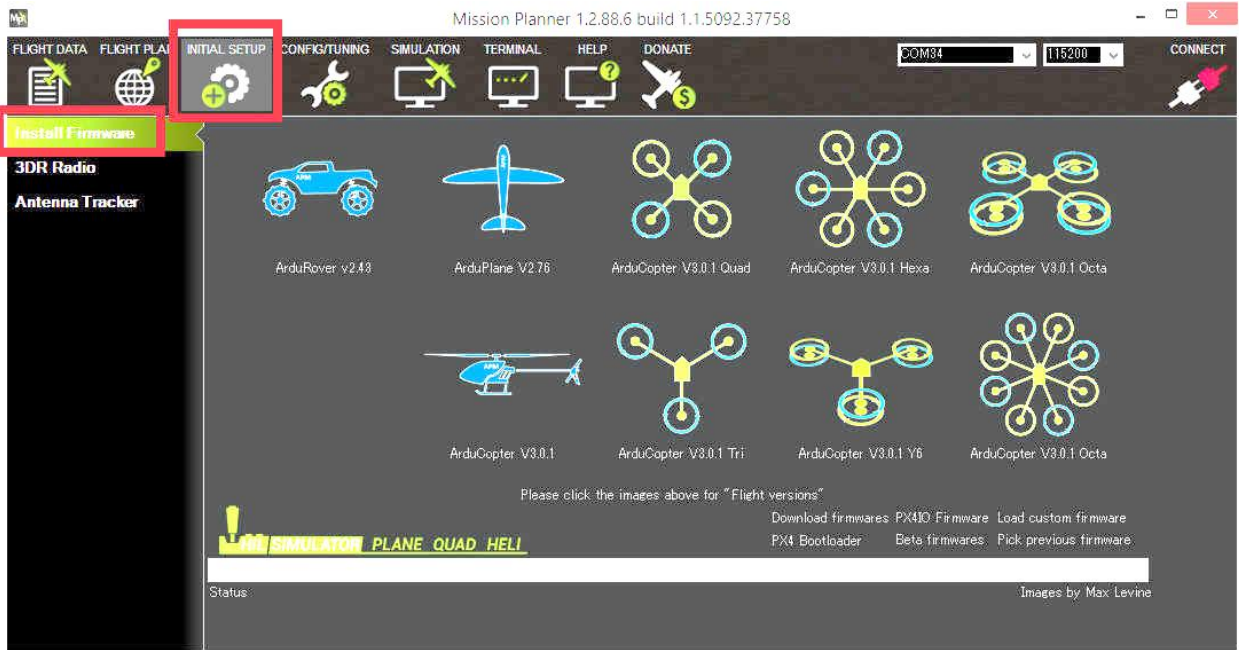 Mission Planner 1.2.88.6 build 1.1.5092.37758
FLIGHT DATA FLIGHT PLAN INITIAL SETUP CONFIG/TUNING SIMULATION TERMINAL HELP DONATE COM34 115200 CONNECT
Install Firmware
3DR Radio
Antenna Tracker
ArduRover v2.43 ArduPlane V2.76 ArduCopter V3.0.1 Quad ArduCopter V3.0.1 Hexa ArduCopter V3.0.1 Octa
ArduCopter V3.0.1 ArduCopter V3.0.1 Tri ArduCopter V3.0.1 Y6 ArduCopter V3.0.1 Octa
Please click the images above for "Flight versions"
Download firmwares PX4IO Firmware Load custom firmware
PX4 Bootloader Beta firmwares Pick previous firmware
HIL SIMULATOR PLANE QUAD HELI
Status Images by Max Levine